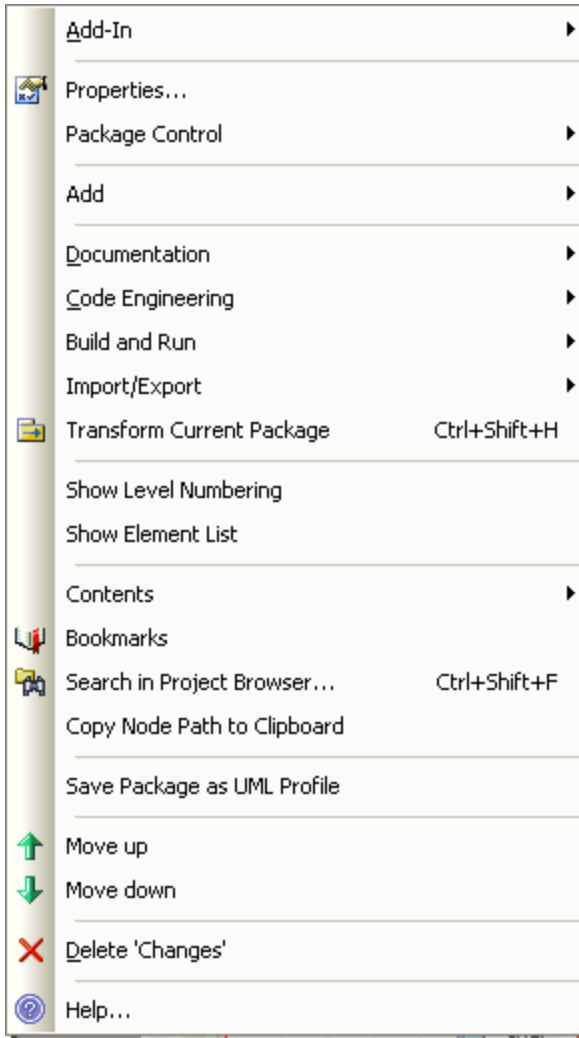 Add-In
Properties...
Package Control
Add
Documentation
Code Engineering
Build and Run
Import/Export
Transform Current Package Ctrl+Shift+H
Show Level Numbering
Show Element List
Contents
Bookmarks
Search in Project Browser... Ctrl+Shift+F
Copy Node Path to Clipboard
Save Package as UML Profile
Move up
Move down
Delete 'Changes'
Help...